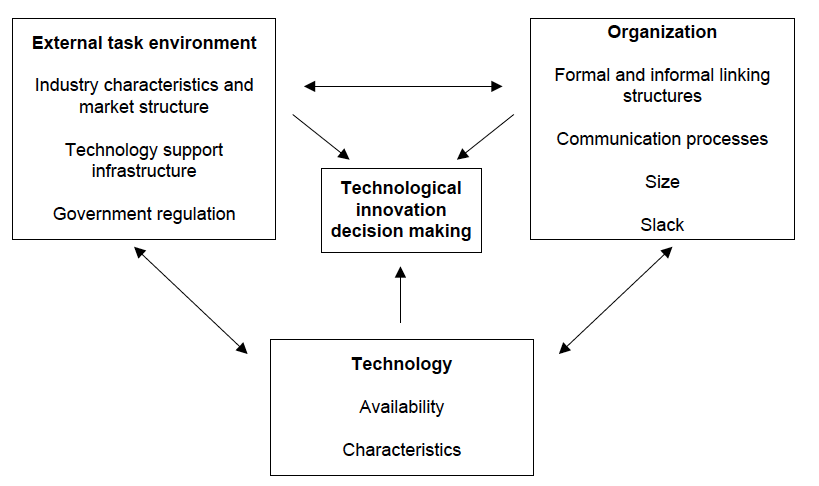 External task environment
Industry characteristics and
market structure
Technology support
infrastructure
Government regulation
Organization
Formal and informal linking
structures
Communication processes
Size
Slack
Technological
innovation
decision making
Technology
Availability
Characteristics